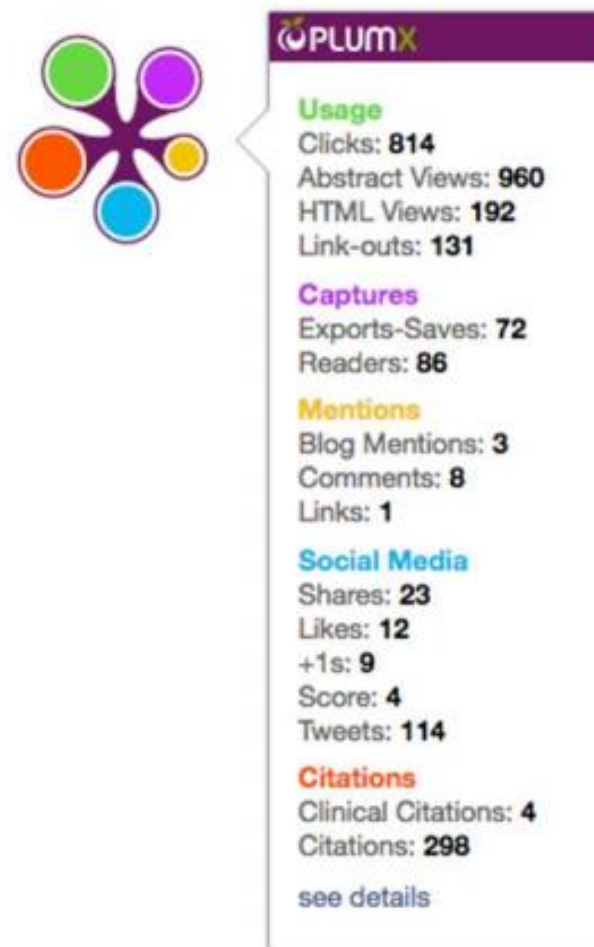 PLUMX
Usage
Clicks: 814
Abstract Views: 960
HTML Views: 192
Link-outs: 131
Captures
Exports-Saves: 72
Readers: 86
Mentions
Blog Mentions: 3
Comments: 8
Links: 1
Social Media
Shares: 23
Likes: 12
+1s: 9
Score: 4
Tweets: 114
Citations
Clinical Citations: 4
Citations: 298
see details